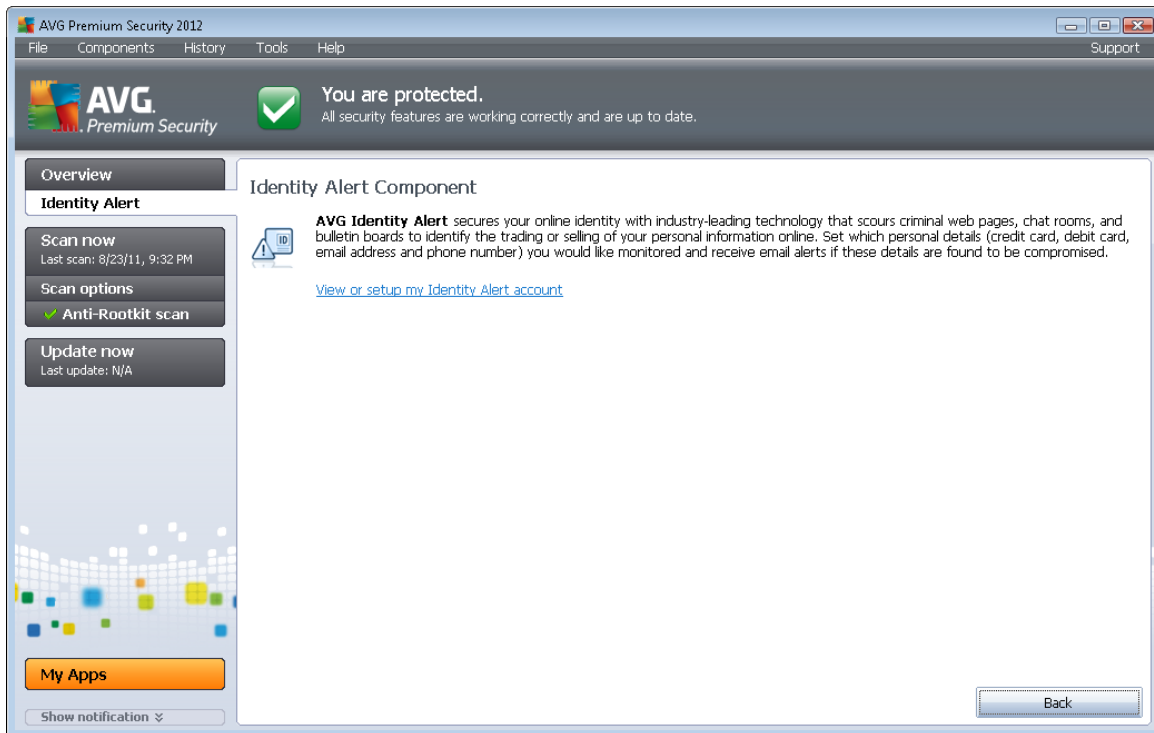 AVG Premium Security 2012
File Components History Tools Help Support
AVG.
Premium Security
You are protected.
All security features are working correctly and are up to date.
Overview
Identity Alert
Scan now
Last scan: 8/23/11, 9:32 PM
Scan options
Anti-Rootkit scan
Update now
Last update: N/A
My Apps
Show notification
Identity Alert Component
ID
AVG Identity Alert secures your online identity with industry-leading technology that scours criminal web pages, chat rooms, and
bulletin boards to identify the trading or selling of your personal information online. Set which personal details (credit card, debit card,
email address and phone number) you would like monitored and receive email alerts if these details are found to be compromised.
View or setup my Identity Alert account
Back